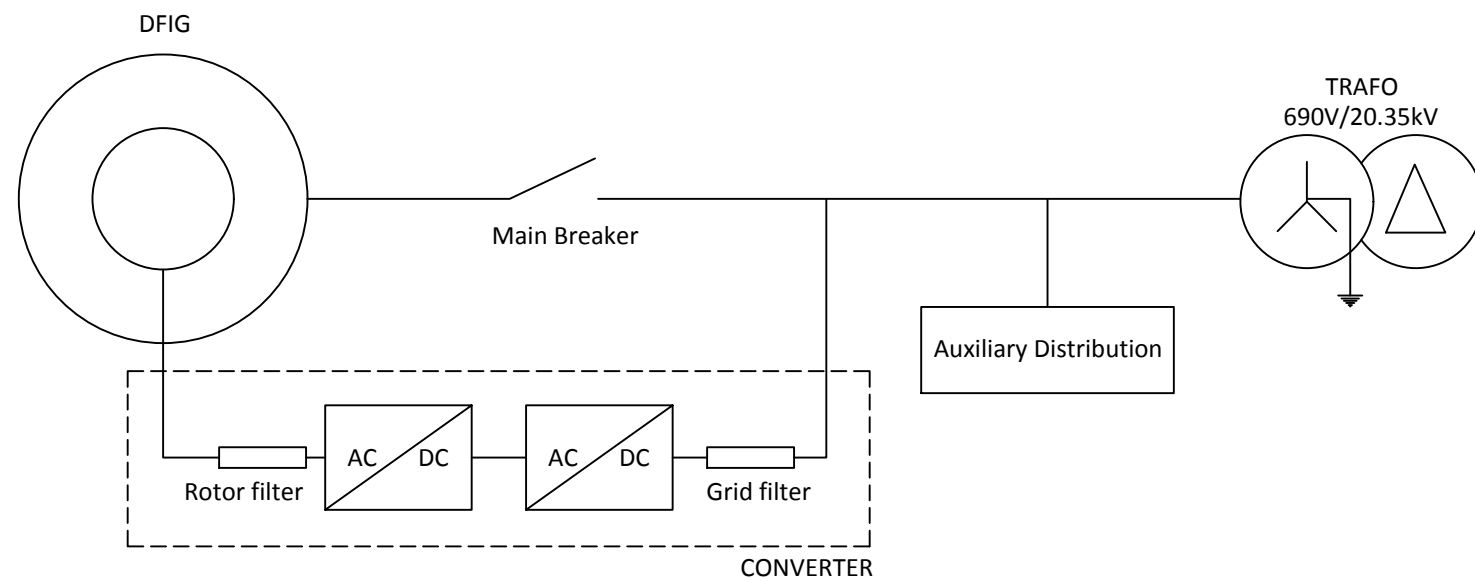 DFIG
TRAFO
690V/20.35kV
Main Breaker
Auxiliary Distribution
AC
DC
AC
DC
Rotor filter
Grid filter
CONVERTER